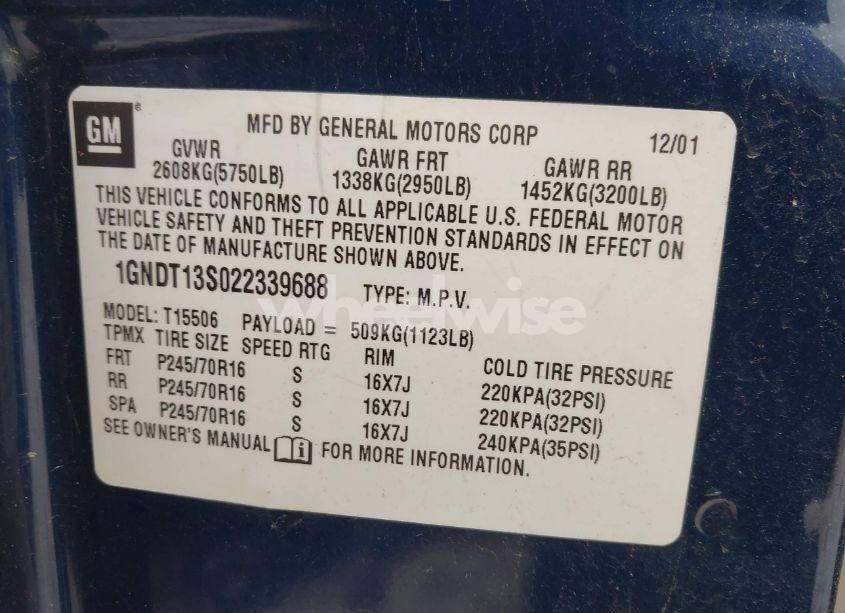 GM ®
MFD BY GENERAL MOTORS CORP 12/01
GVWR GAWR FRT GAWR RR
2608KG(5750LB) 1338KG(2950LB) 1452KG(3200LB)
THIS VEHICLE CONFORMS TO ALL APPLICABLE U.S. FEDERAL MOTOR
VEHICLE SAFETY AND THEFT PREVENTION STANDARDS IN EFFECT ON
THE DATE OF MANUFACTURE SHOWN ABOVE.
1GNDT13S022339688 TYPE: M.P.V.
wheelwise
MODEL: T15506 PAYLOAD = 509KG(1123LB)
TPMX TIRE SIZE SPEED RTG RIM COLD TIRE PRESSURE
FRT P245/70R16 S 16X7J 220KPA(32PSI)
RR P245/70R16 S 16X7J 220KPA(32PSI)
SPA P245/70R16 S 16X7J 240KPA(35PSI)
SEE OWNER'S MANUAL i FOR MORE INFORMATION.